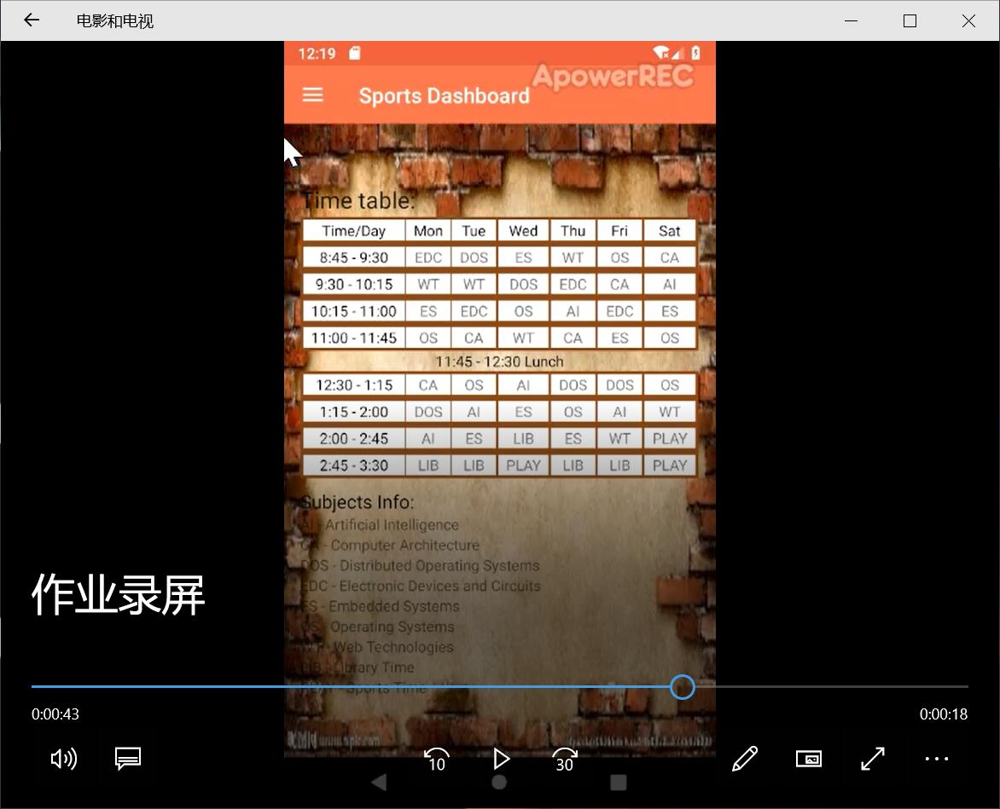 电影和电视
12:19
ApowerREC
Sports Dashboard
Time table:
Time/Day Mon Tue Wed Thu Fri Sat
8:45 - 9:30 EDC DOS ES WT OS CA
9:30 - 10:15 WT WT DOS EDC CA AI
10:15 - 11:00 ES EDC OS AI EDC ES
11:00 - 11:45 OS CA WT CA ES OS
11:45 - 12:30 Lunch
12:30 - 1:15 CA OS AI DOS DOS OS
1:15 - 2:00 DOS AI ES OS AI WT
2:00 - 2:45 AI ES LIB ES WT PLAY
2:45 - 3:30 LIB LIB PLAY LIB LIB PLAY
Subjects Info:
AI - Artificial Intelligence
CA - Computer Architecture
DOS - Distributed Operating Systems
EDC - Electronic Devices and Circuits
ES - Embedded Systems
OS - Operating Systems
WT - Web Technologies
LIB - Library Time
PLAY - Sports Time
作业录屏
0:00:43
0:00:18
10
30